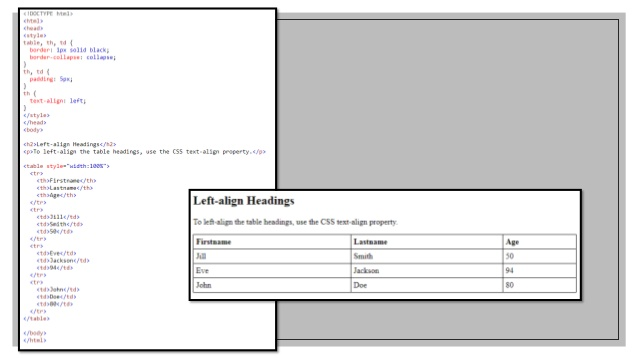 <!DOCTYPE html>
<html>
<head>
<style>
table, th, td {
  border: 1px solid black;
  border-collapse: collapse;
}
th, td {
  padding: 5px;
}
th {
  text-align: left;
}
</style>
</head>
<body>

<h2>Left-align Headings</h2>
<p>To left-align the table headings, use the CSS text-align property.</p>

<table style="width:100%">
  <tr>
    <th>Firstname</th>
    <th>Lastname</th>
    <th>Age</th>
  </tr>
  <tr>
    <td>Jill</td>
    <td>Smith</td>
    <td>50</td>
  </tr>
  <tr>
    <td>Eve</td>
    <td>Jackson</td>
    <td>94</td>
  </tr>
  <tr>
    <td>John</td>
    <td>Doe</td>
    <td>80</td>
  </tr>
</table>

</body>
</html>

Left-align Headings
To left-align the table headings, use the CSS text-align property.
Firstname Lastname Age
Jill Smith 50
Eve Jackson 94
John Doe 80